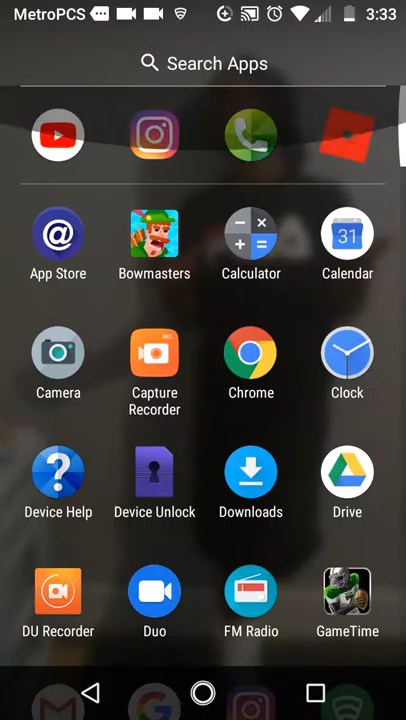 MetroPCS 3:33
Search Apps
App Store Bowmasters Calculator Calendar
31
REC
Camera Capture Recorder Chrome Clock
Device Help Device Unlock Downloads Drive
DU Recorder Duo FM Radio GameTime